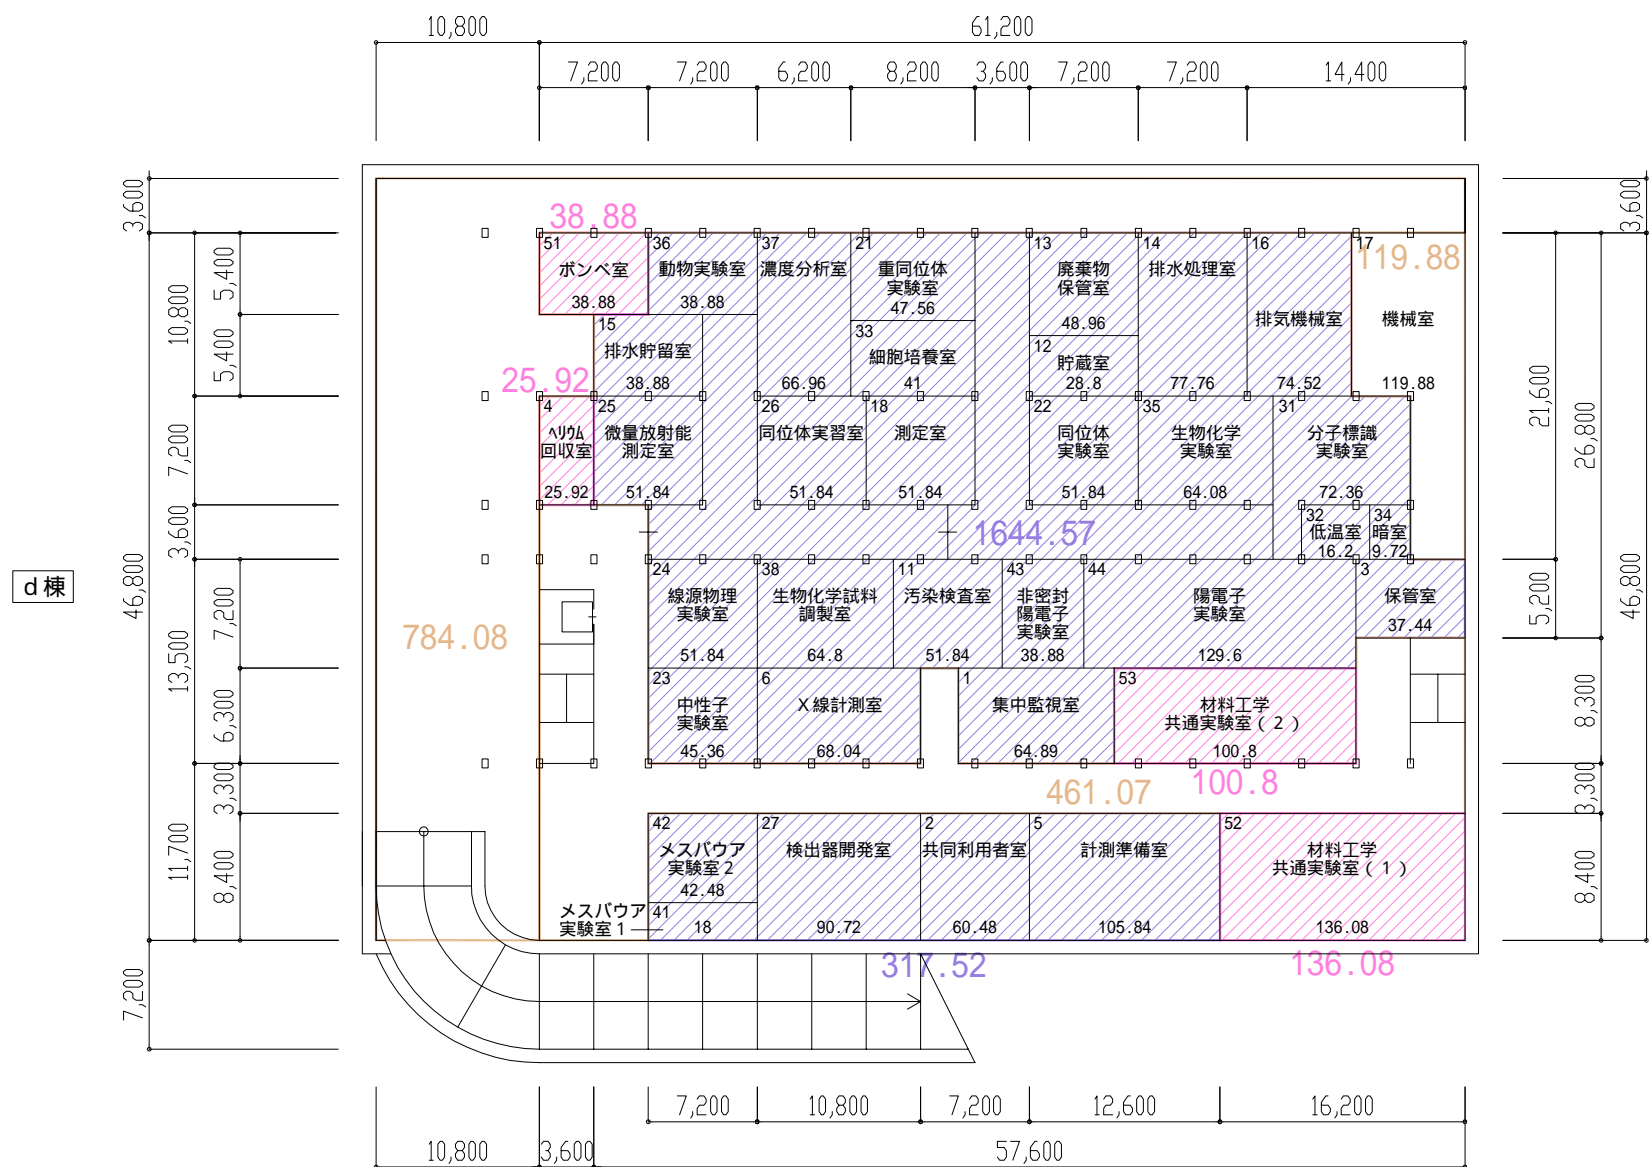 10,800
61,200
7,200
7,200
6,200
8,200
3,600
7,200
7,200
14,400
3,600
3,600
38.88
51
ボンベ室
38.88
36
動物実験室
38.88
37
濃度分析室
66.96
21
重同位体
実験室
47.56
13
廃棄物
保管室
48.96
14
排水処理室
77.76
16
排気機械室
74.52
17
119.88
機械室
119.88
15
排水貯留室
38.88
33
細胞培養室
41
12
貯蔵室
28.8
5,400
5,400
10,800
25.92
4
ヘリウム
回収室
25.92
25
微量放射能
測定室
51.84
26
同位体実習室
51.84
18
測定室
51.84
22
同位体
実験室
51.84
35
生物化学
実験室
64.08
31
分子標識
実験室
72.36
21,600
26,800
7,200
3,600
1644.57
32
低温室
16.2
34
暗室
9.72
d棟
46,800
46,800
24
線源物理
実験室
51.84
38
生物化学試料
調製室
64.8
11
汚染検査室
51.84
43
非密封
陽電子
実験室
38.88
44
陽電子
実験室
129.6
3
保管室
37.44
5,200
7,200
13,500
784.08
23
中性子
実験室
45.36
6
X線計測室
68.04
1
集中監視室
64.89
53
材料工学
共通実験室(2)
100.8
6,300
8,300
100.8
461.07
3,300
3,300
42
メスバウア
実験室2
42.48
27
検出器開発室
90.72
2
共同利用者室
60.48
5
計測準備室
105.84
52
材料工学
共通実験室(1)
136.08
11,700
8,400
8,400
メスバウア
実験室1
41
18
317.52
136.08
7,200
7,200
10,800
7,200
12,600
16,200
10,800
3,600
57,600